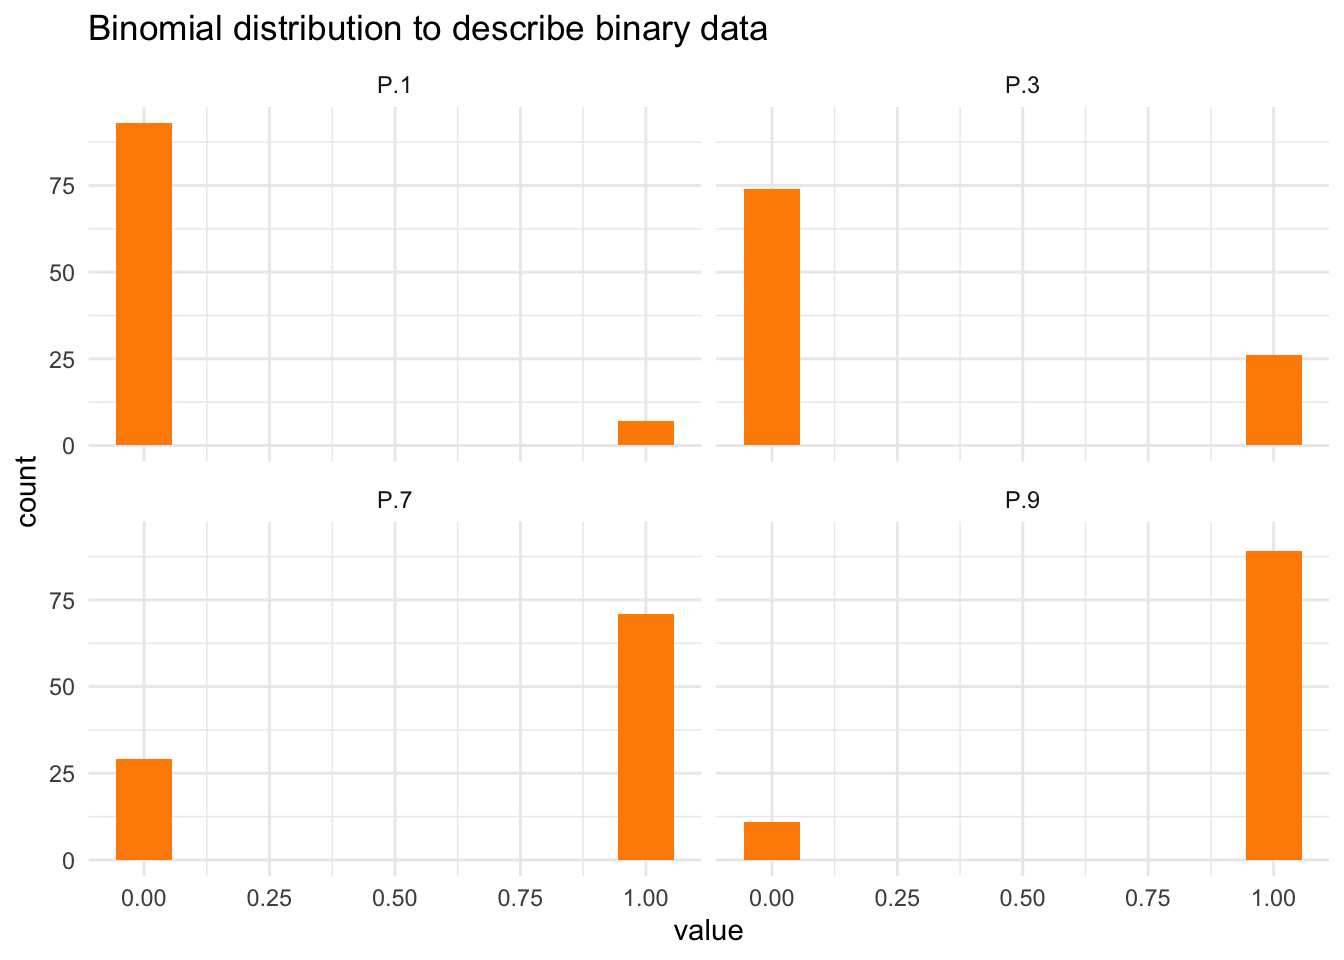 Binomial distribution to describe binary data
P.1
P.3
75
50
25
0
count
P.7
P.9
75
50
25
0
0.00 0.25 0.50 0.75 1.00 0.00 0.25 0.50 0.75 1.00
value